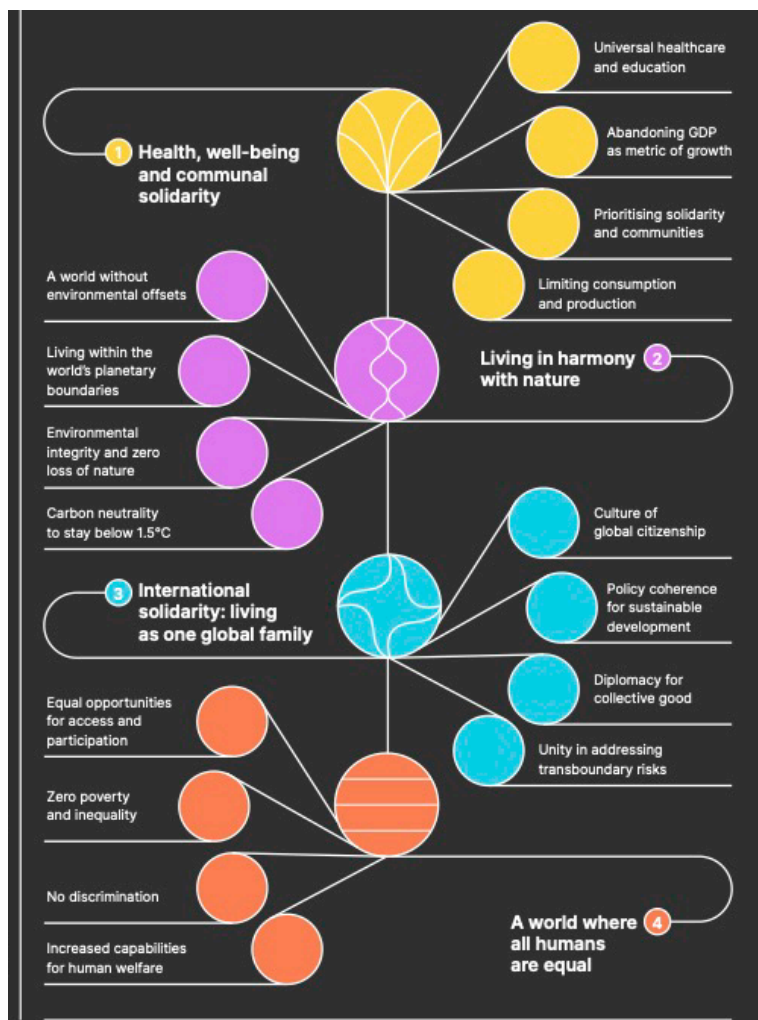 1
Health, well-being
and communal
solidarity
Universal healthcare
and education
Abandoning GDP
as metric of growth
Prioritising solidarity
and communities
Limiting consumption
and production
2
Living in harmony
with nature
A world without
environmental offsets
Living within the
world's planetary
boundaries
Environmental
integrity and zero
loss of nature
Carbon neutrality
to stay below 1.5°C
3
International
solidarity: living
as one global family
Culture of
global citizenship
Policy coherence
for sustainable
development
Diplomacy for
collective good
Unity in addressing
transboundary risks
4
A world where
all humans
are equal
Equal opportunities
for access and
participation
Zero poverty
and inequality
No discrimination
Increased capabilities
for human welfare